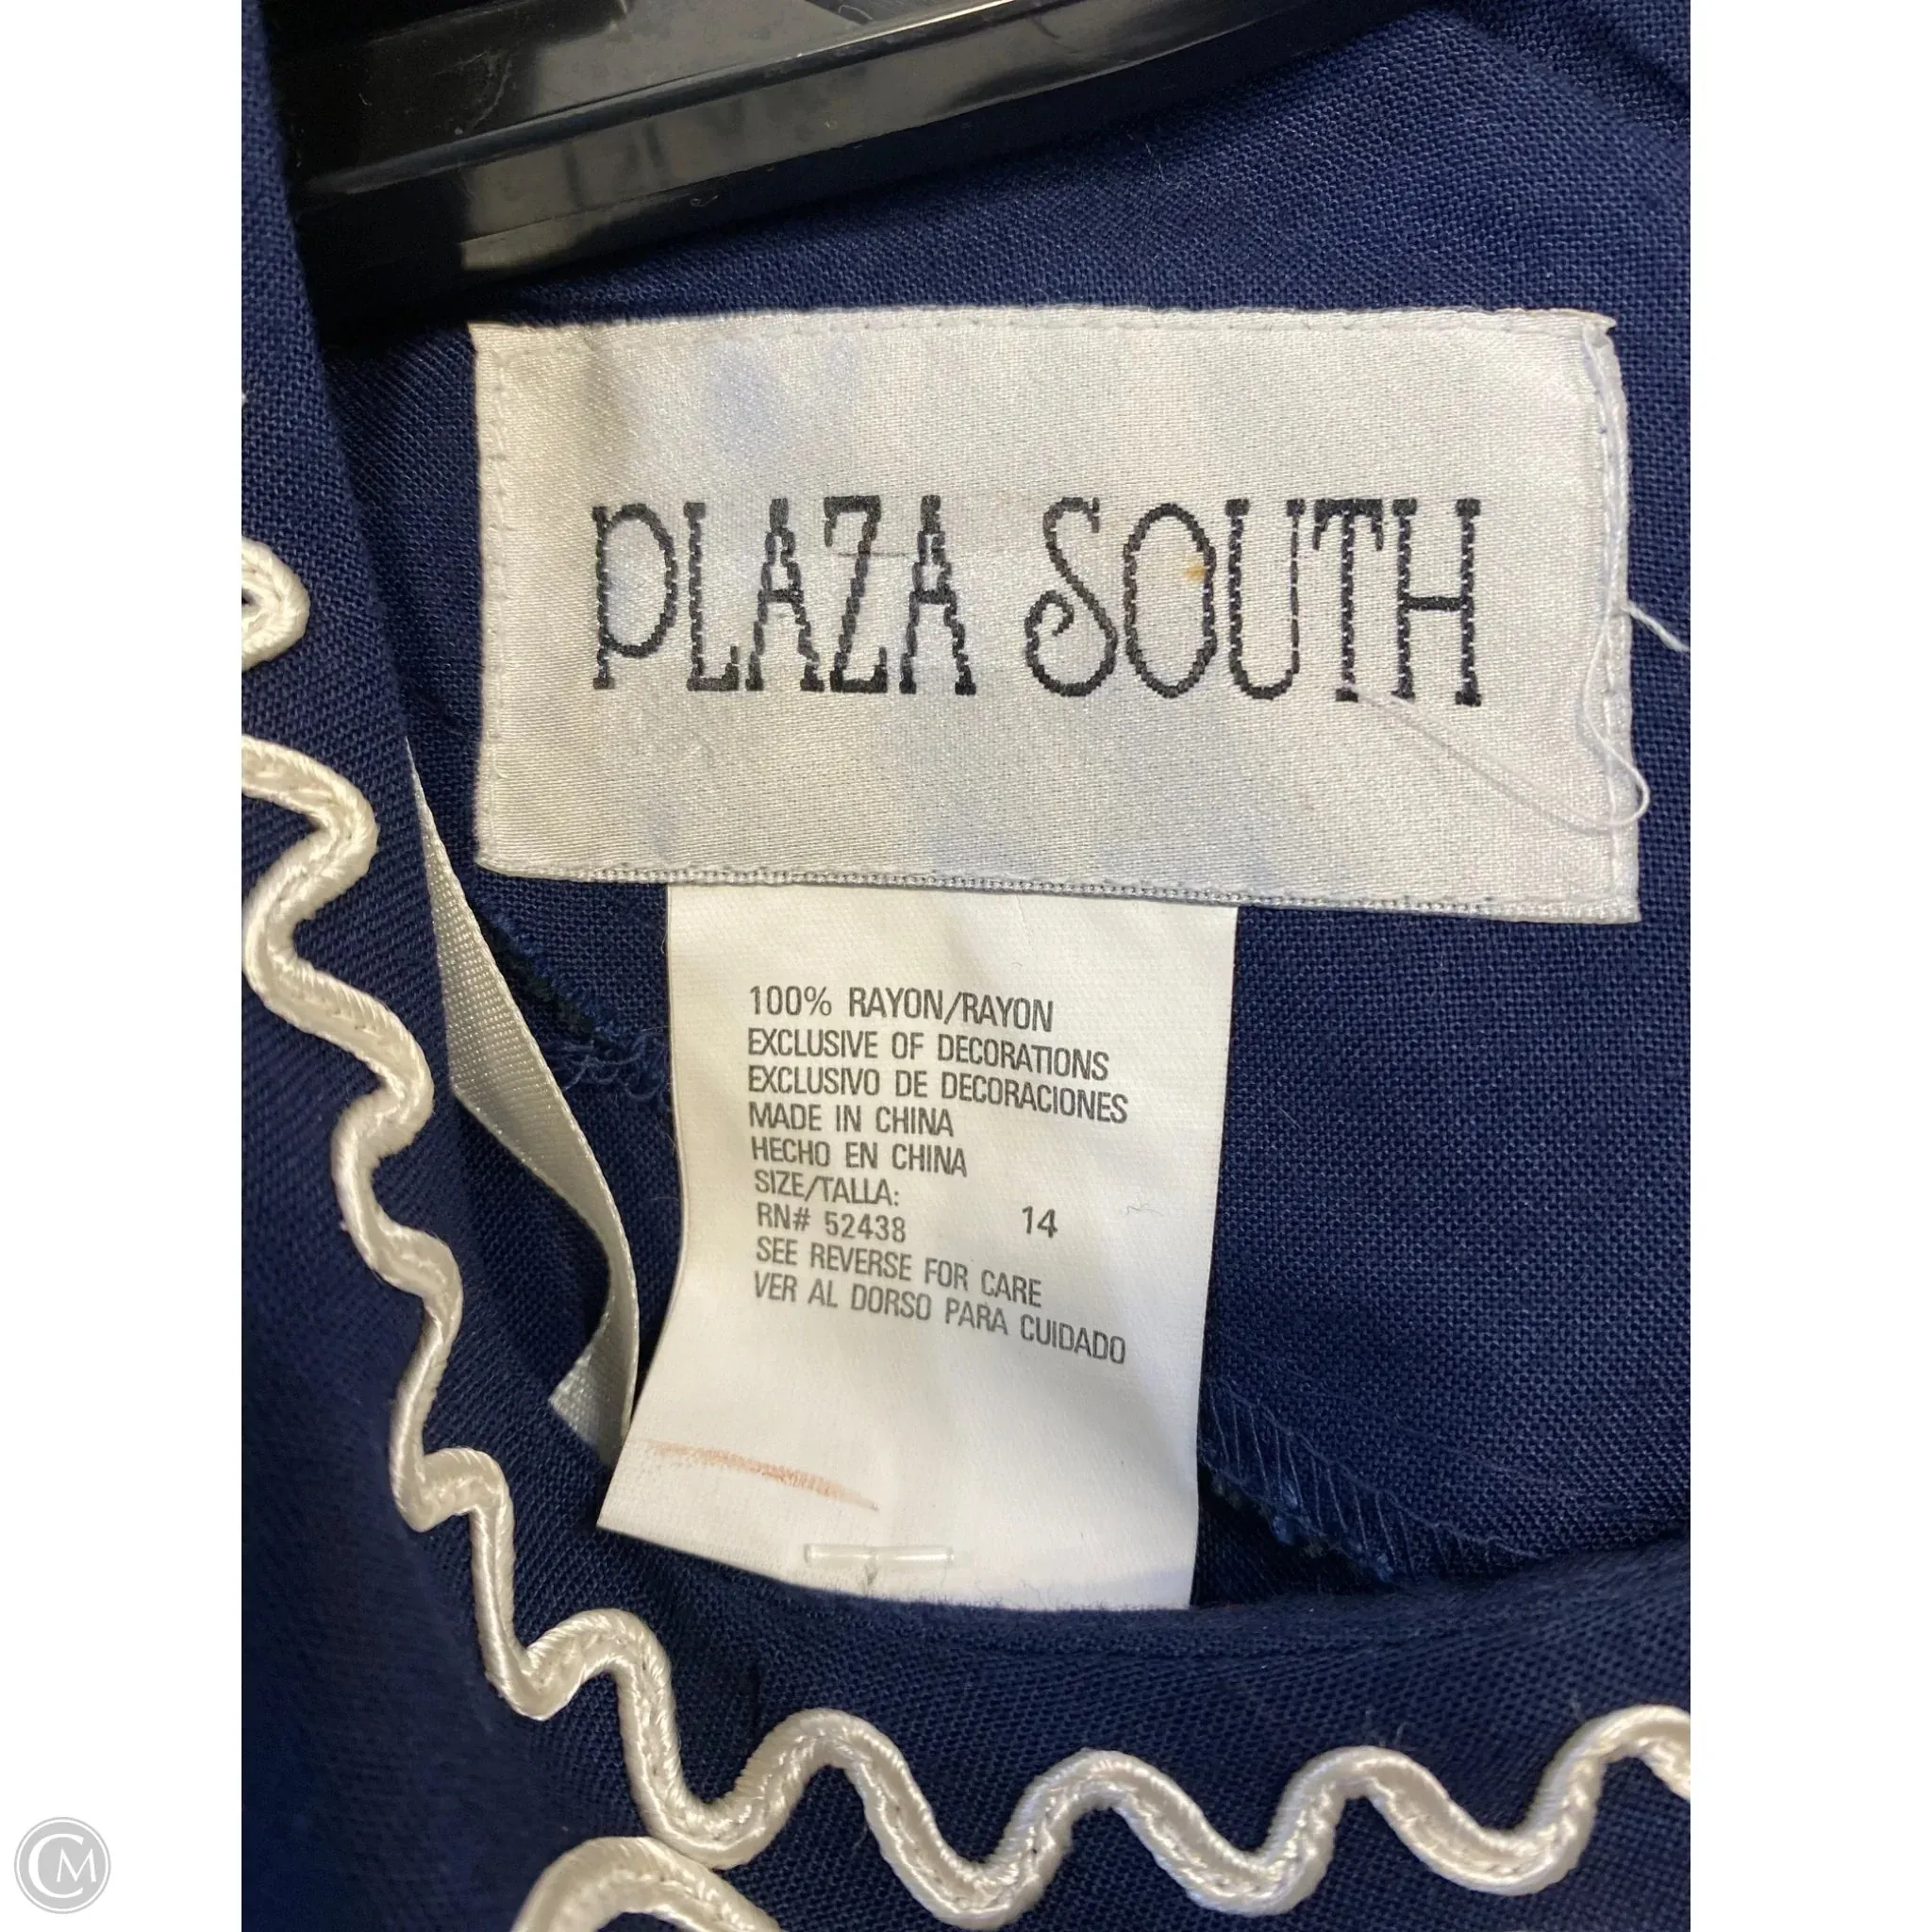 PLAZA SOUTH
100% RAYON/RAYON
EXCLUSIVE OF DECORATIONS
EXCLUSIVO DE DECORACIONES
MADE IN CHINA
HECHO EN CHINA
SIZE/TALLA:
RN# 52438 14
SEE REVERSE FOR CARE
VER AL DORSO PARA CUIDADO
CM